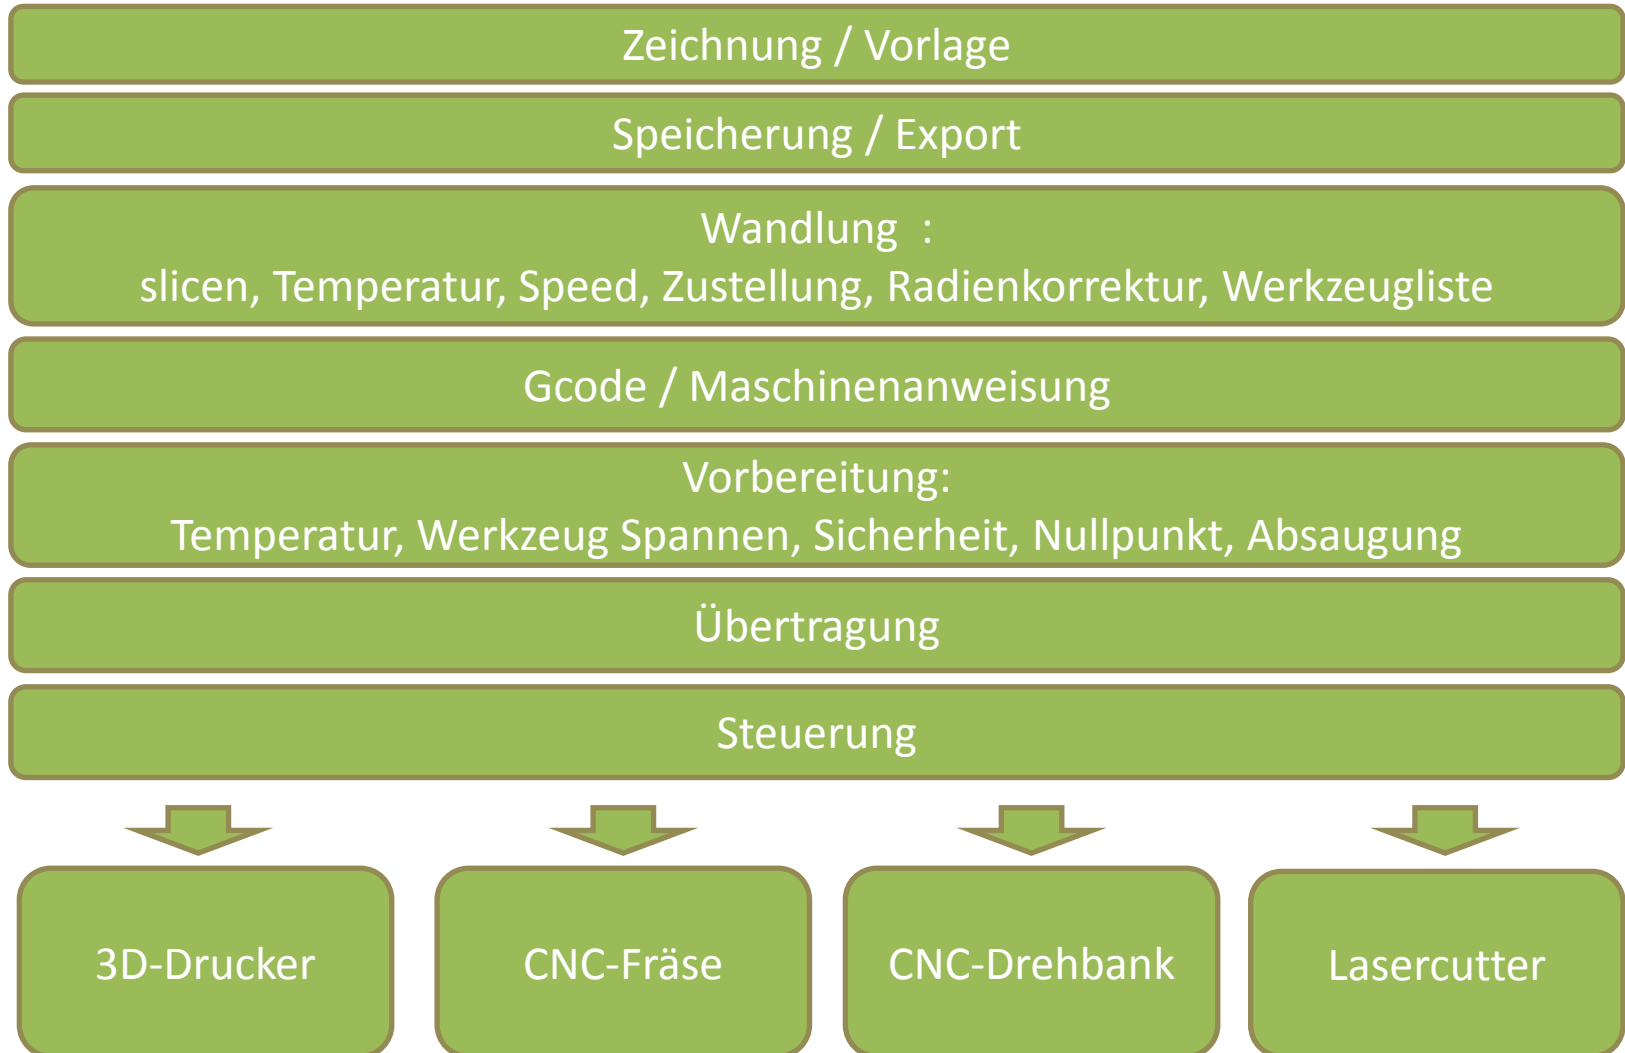 Zeichnung / Vorlage
Speicherung / Export
Wandlung :
slicen, Temperatur, Speed, Zustellung, Radienkorrektur, Werkzeugliste
Gcode / Maschinenanweisung
Vorbereitung:
Temperatur, Werkzeug Spannen, Sicherheit, Nullpunkt, Absaugung
Übertragung
Steuerung
3D-Drucker
CNC-Fräse
CNC-Drehbank
Lasercutter